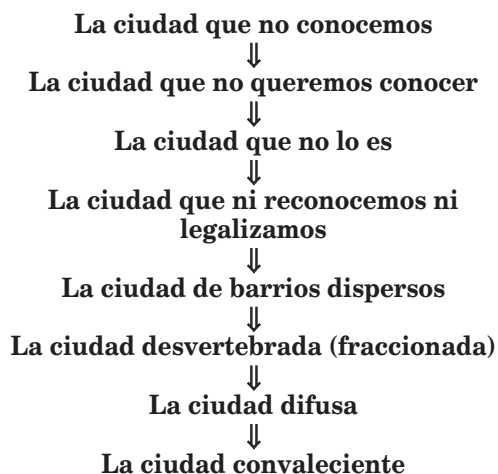 La ciudad que no conocemos
⇓
La ciudad que no queremos conocer
⇓
La ciudad que no lo es
⇓
La ciudad que ni reconocemos ni
legalizamos
⇓
La ciudad de barrios dispersos
⇓
La ciudad desvertebrada (fraccionada)
⇓
La ciudad difusa
⇓
La ciudad convaleciente